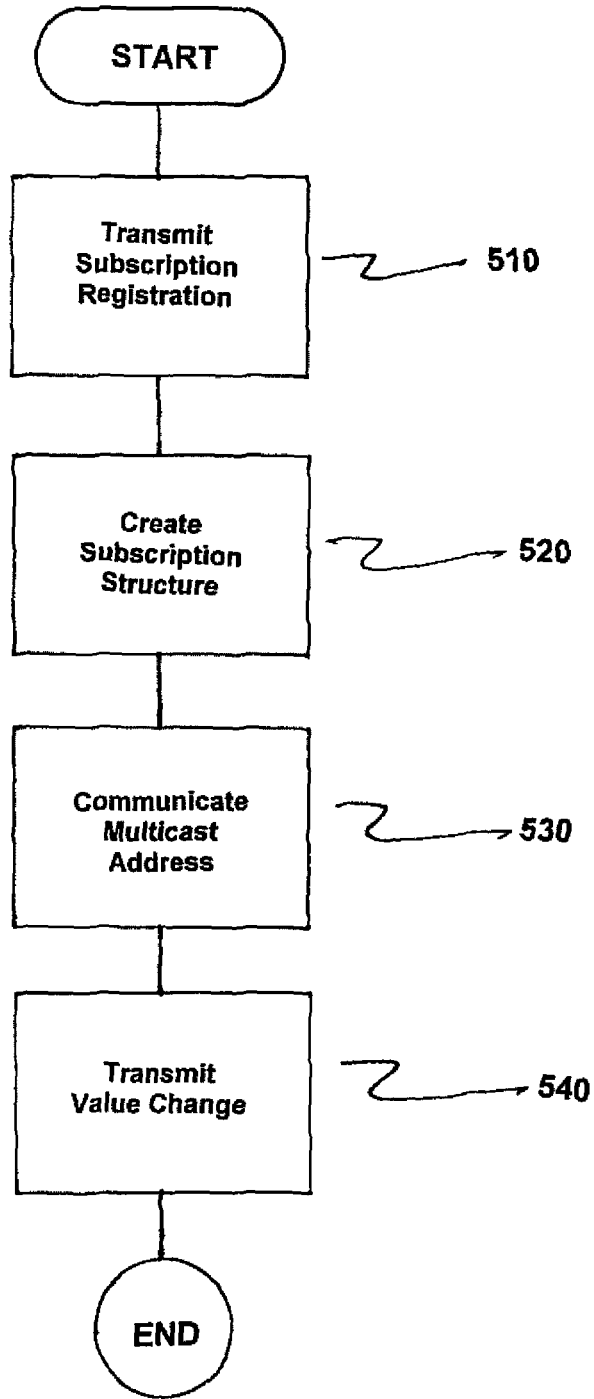 START
Transmit
Subscription
Registration
510
Create
Subscription
Structure
520
Communicate
Multicast
Address
530
Transmit
Value Change
540
END